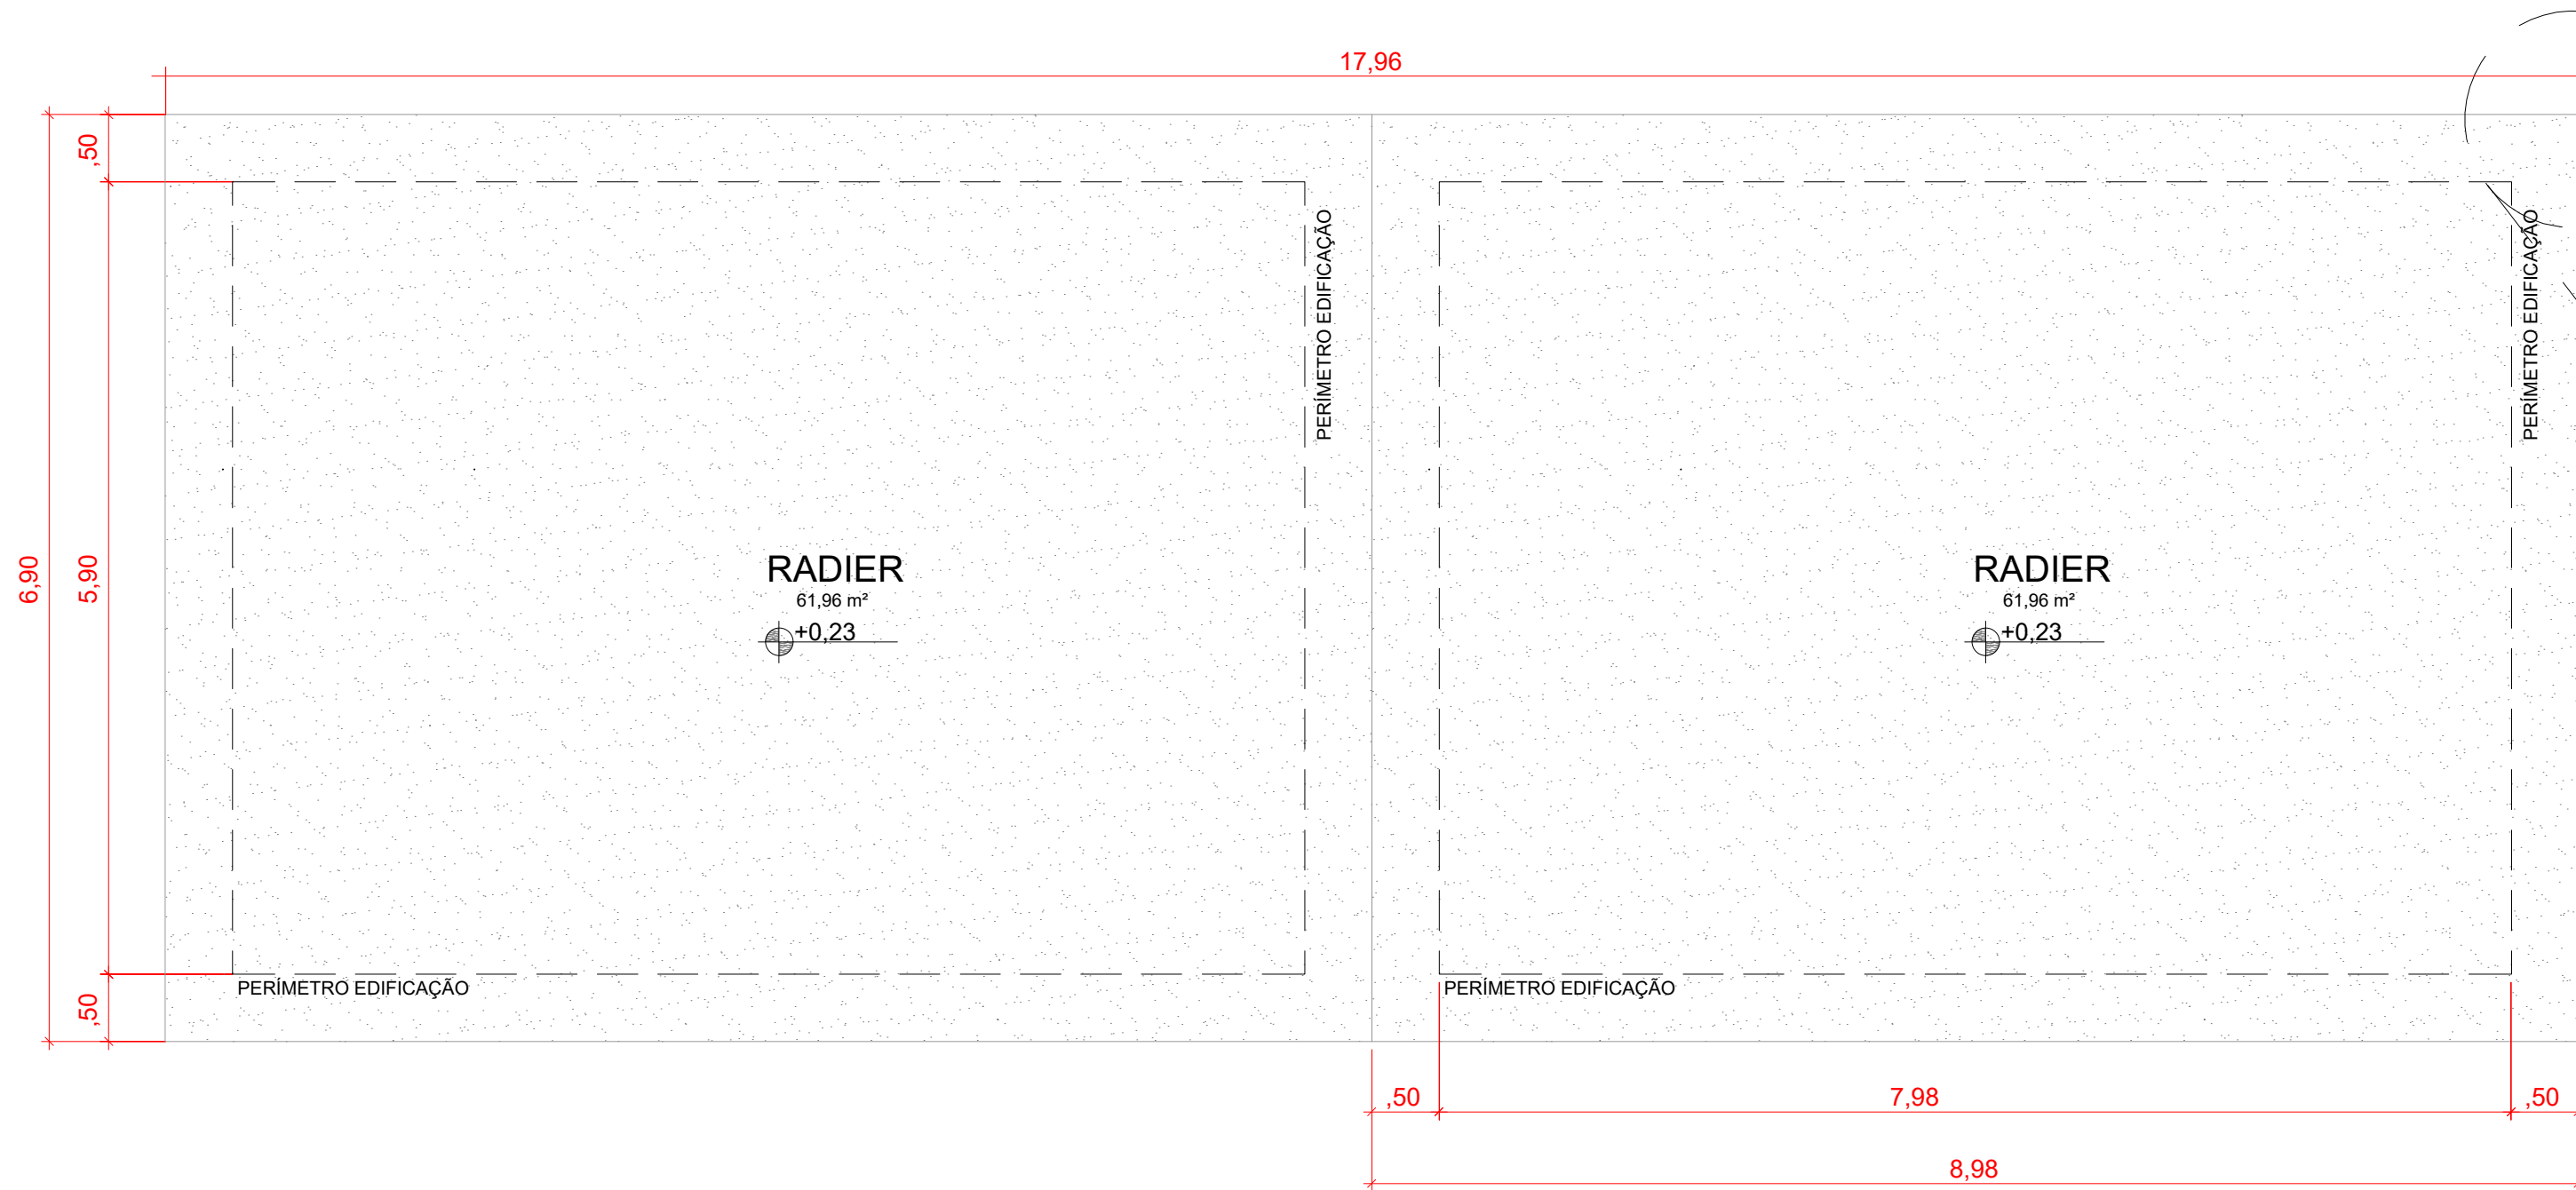 17,96
,50
PERÍMETRO EDIFICAÇÃO
PERÍMETRO EDIFICAÇÃO
6,90
5,90
RADIER
61,96 m²
+0,23
RADIER
61,96 m²
+0,23
PERÍMETRO EDIFICAÇÃO
PERÍMETRO EDIFICAÇÃO
,50
,50
7,98
,50
8,98